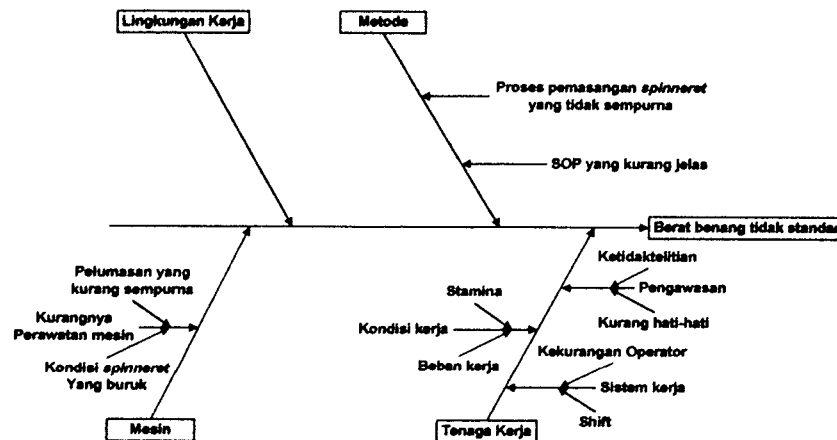 Lingkungan Kerja
Metode
Proses pemasangan spinneret
yang tidak sempurna
SOP yang kurang jelas
Berat benang tidak standar
Pelumasan yang
kurang sempurna
Kurangnya
Perawatan mesin
Kondisi spinneret
Yang buruk
Mesin
Stamina
Kondisi kerja
Beban kerja
Ketidaktelitian
Pengawasan
Kurang hati-hati
Kekurangan Operator
Sistem kerja
Shift
Tenaga Kerja